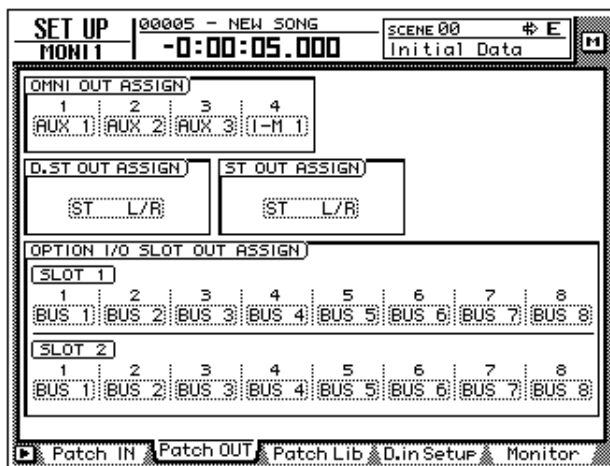 SET UP
MONI1
00005 - NEW SONG
-0:00:05.000
SCENE 00 E
Initial Data
M
OMNI OUT ASSIGN
1 2 3 4
AUX 1 AUX 2 AUX 3 I-M 1
D.ST OUT ASSIGN ST OUT ASSIGN
ST L/R ST L/R
OPTION I/O SLOT OUT ASSIGN
SLOT 1
1 2 3 4 5 6 7 8
BUS 1 BUS 2 BUS 3 BUS 4 BUS 5 BUS 6 BUS 7 BUS 8
SLOT 2
1 2 3 4 5 6 7 8
BUS 1 BUS 2 BUS 3 BUS 4 BUS 5 BUS 6 BUS 7 BUS 8
Patch IN Patch OUT Patch Lib D.in Setup Monitor